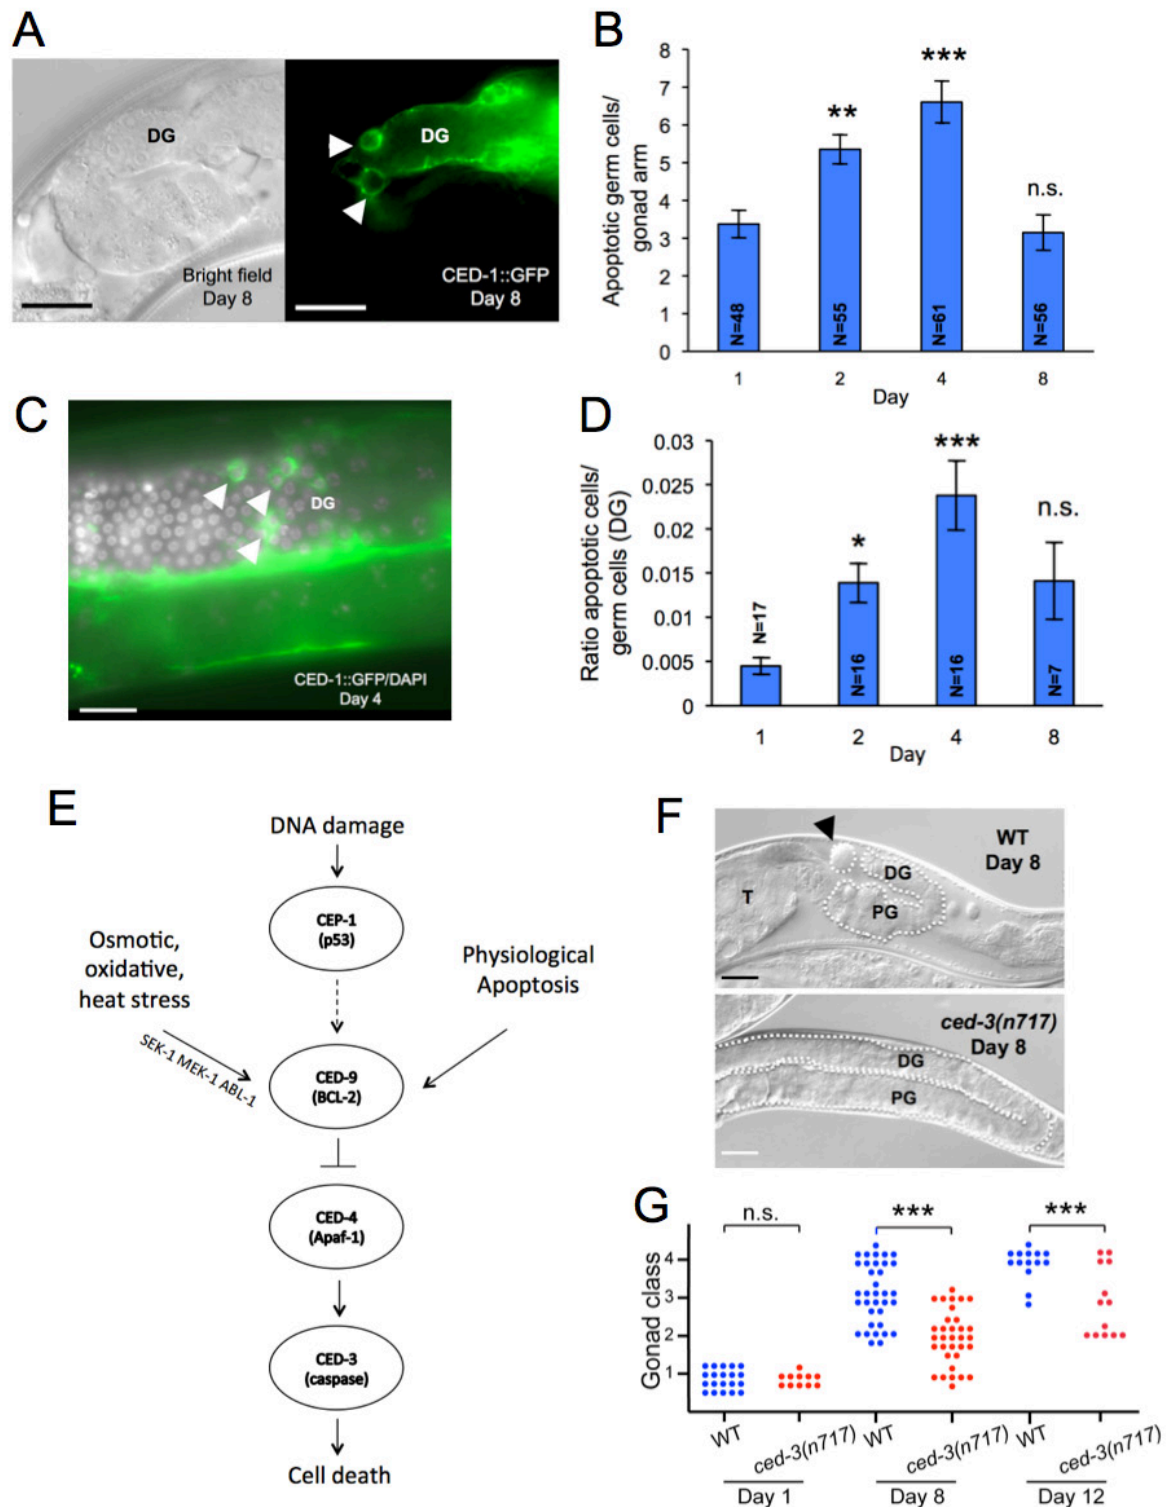 A
DG
Bright field
Day 8
DG
CED-1::GFP
Day 8
B
Apoptotic germ cells/
gonad arm
8
7
6
5
4
3
2
1
0
**
***
n.s.
N=48
N=55
N=61
N=56
1 2 4 8
Day
C
DG
CED-1::GFP/DAPI
Day 4
D
Ratio apoptotic cells/
germ cells (DG)
0.03
0.025
0.02
0.015
0.01
0.005
0
*
***
n.s.
N=17
N=16
N=16
N=7
1 2 4 8
Day
E
DNA damage
CEP-1
(p53)
Osmotic,
oxidative,
heat stress
SEK-1 MEK-1 ABL-1
Physiological
Apoptosis
CED-9
(BCL-2)
CED-4
(Apaf-1)
CED-3
(caspase)
Cell death
F
WT
Day 8
DG
T
PG
ced-3(n717)
Day 8
DG
PG
G
Gonad class
4
3
2
1
n.s.
***
***
WT ced-3(n717) WT ced-3(n717) WT ced-3(n717)
Day 1 Day 8 Day 12